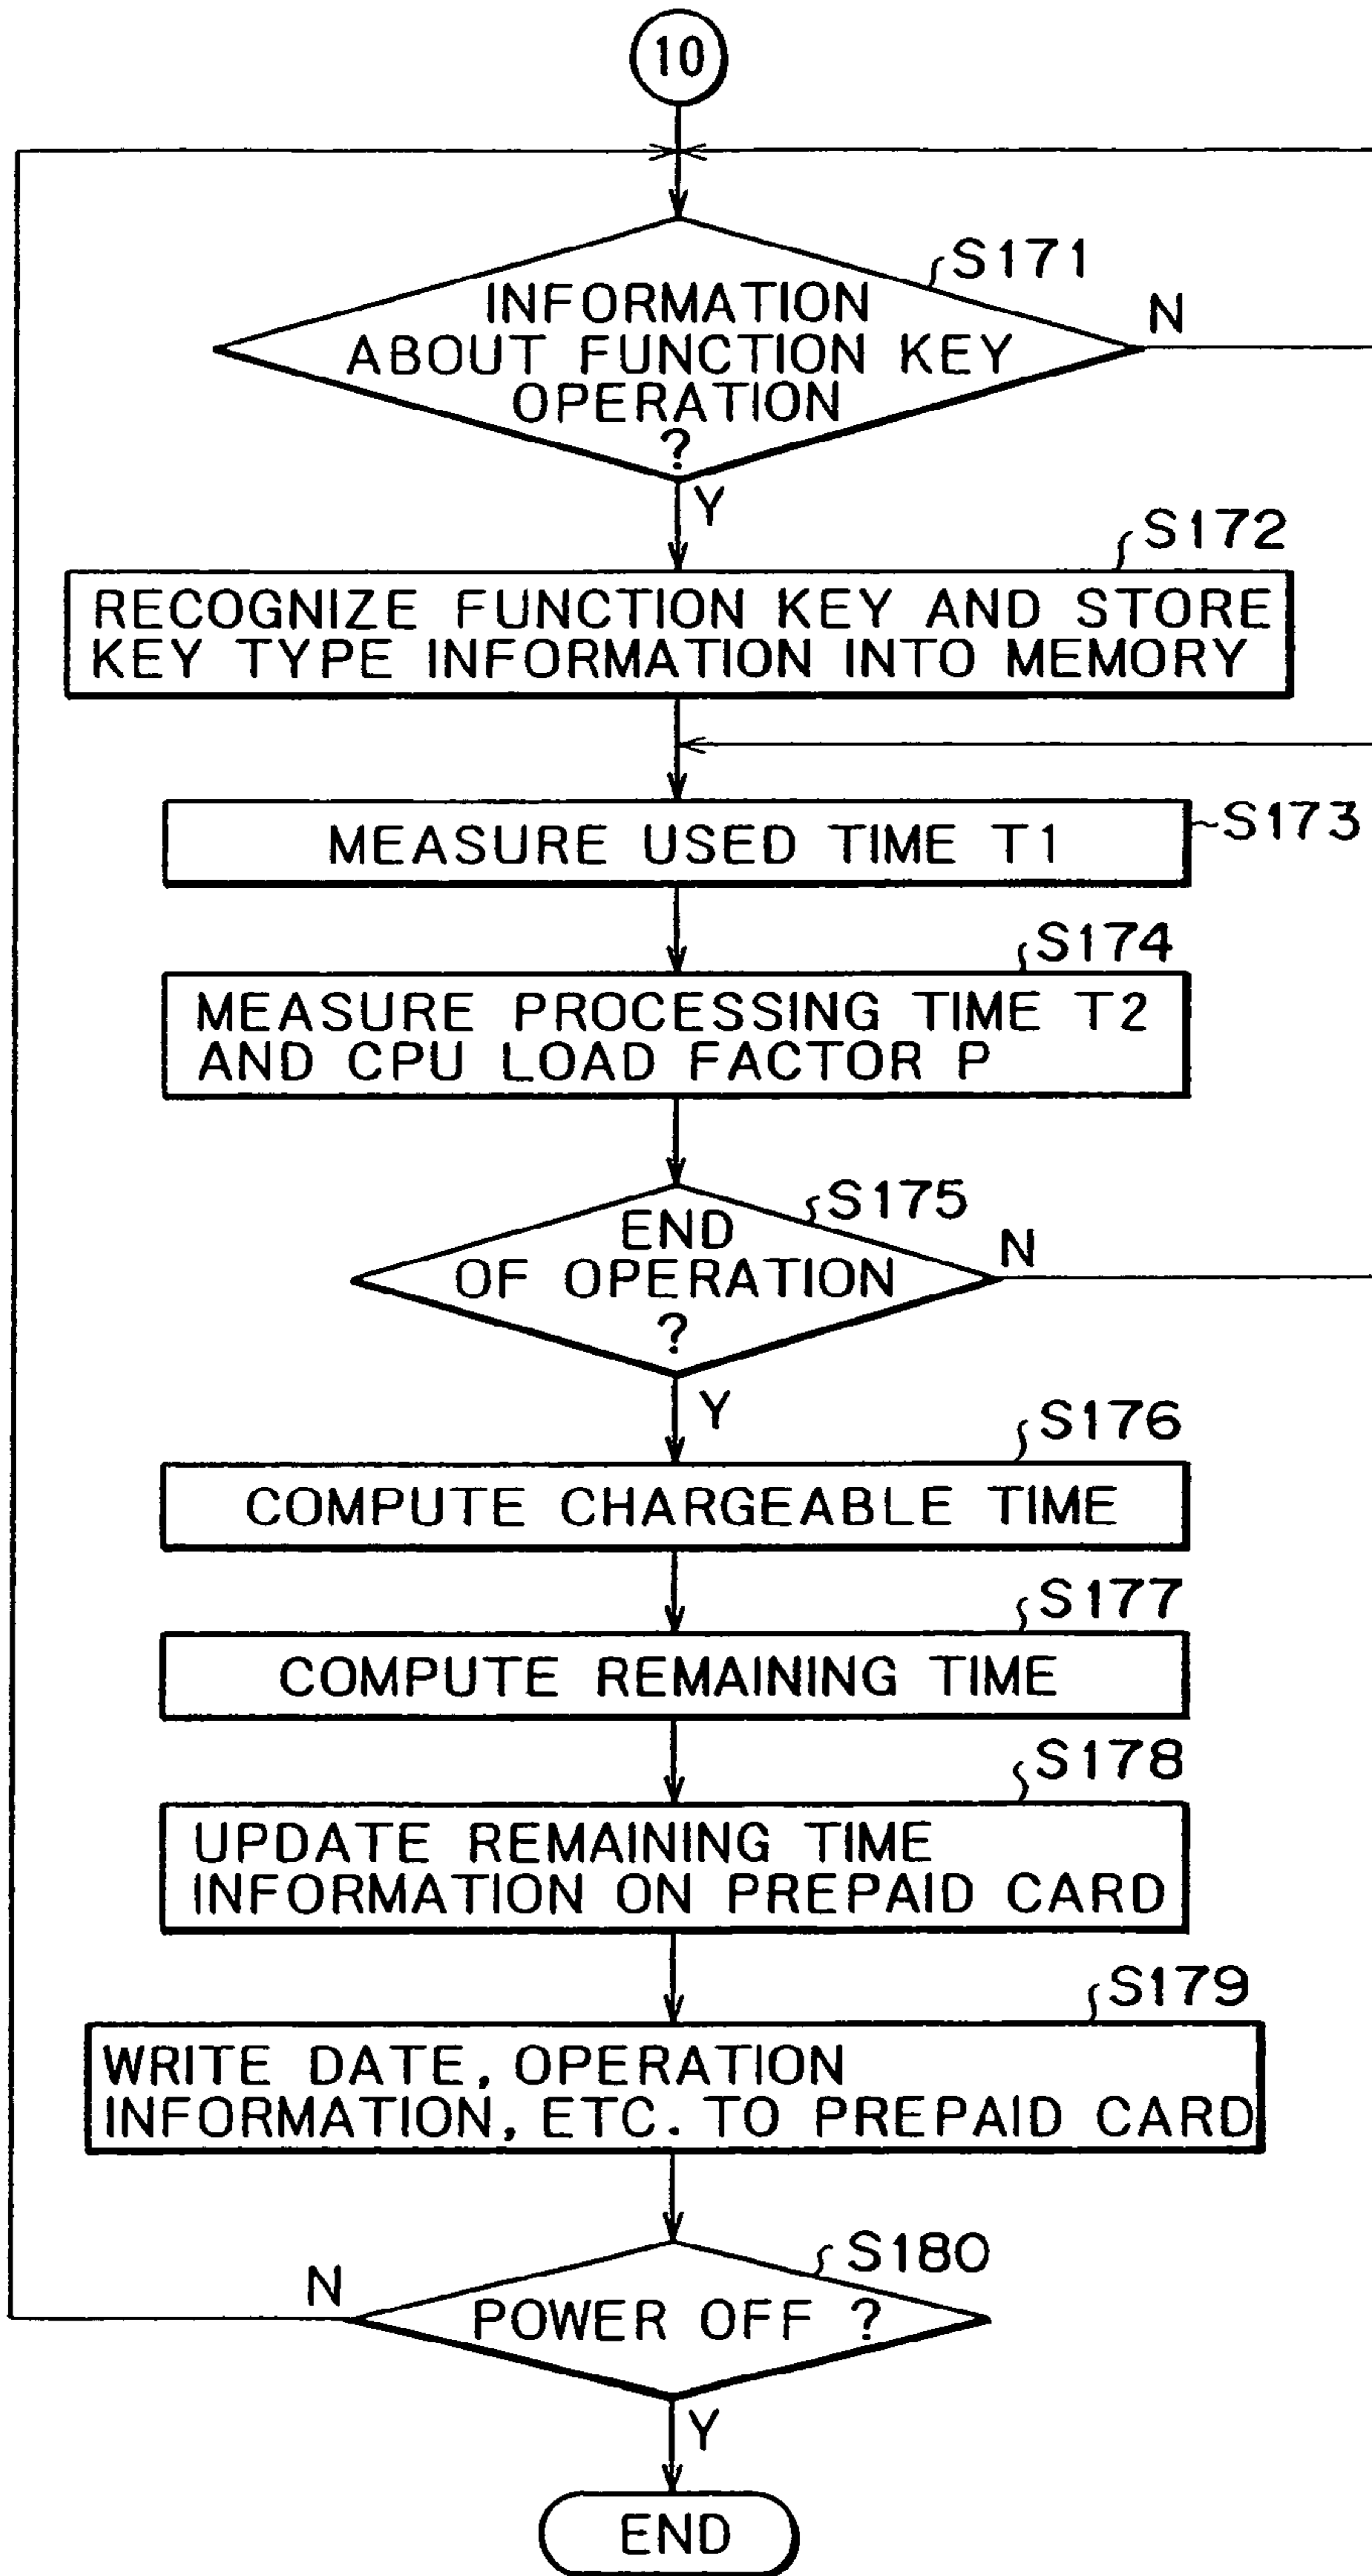 10
S171
INFORMATION
ABOUT FUNCTION KEY
OPERATION
?
N
Y
S172
RECOGNIZE FUNCTION KEY AND STORE
KEY TYPE INFORMATION INTO MEMORY
S173
MEASURE USED TIME T1
S174
MEASURE PROCESSING TIME T2
AND CPU LOAD FACTOR P
S175
END
OF OPERATION
?
N
Y
S176
COMPUTE CHARGEABLE TIME
S177
COMPUTE REMAINING TIME
S178
UPDATE REMAINING TIME
INFORMATION ON PREPAID CARD
S179
WRITE DATE, OPERATION
INFORMATION, ETC. TO PREPAID CARD
S180
N
POWER OFF ?
Y
END